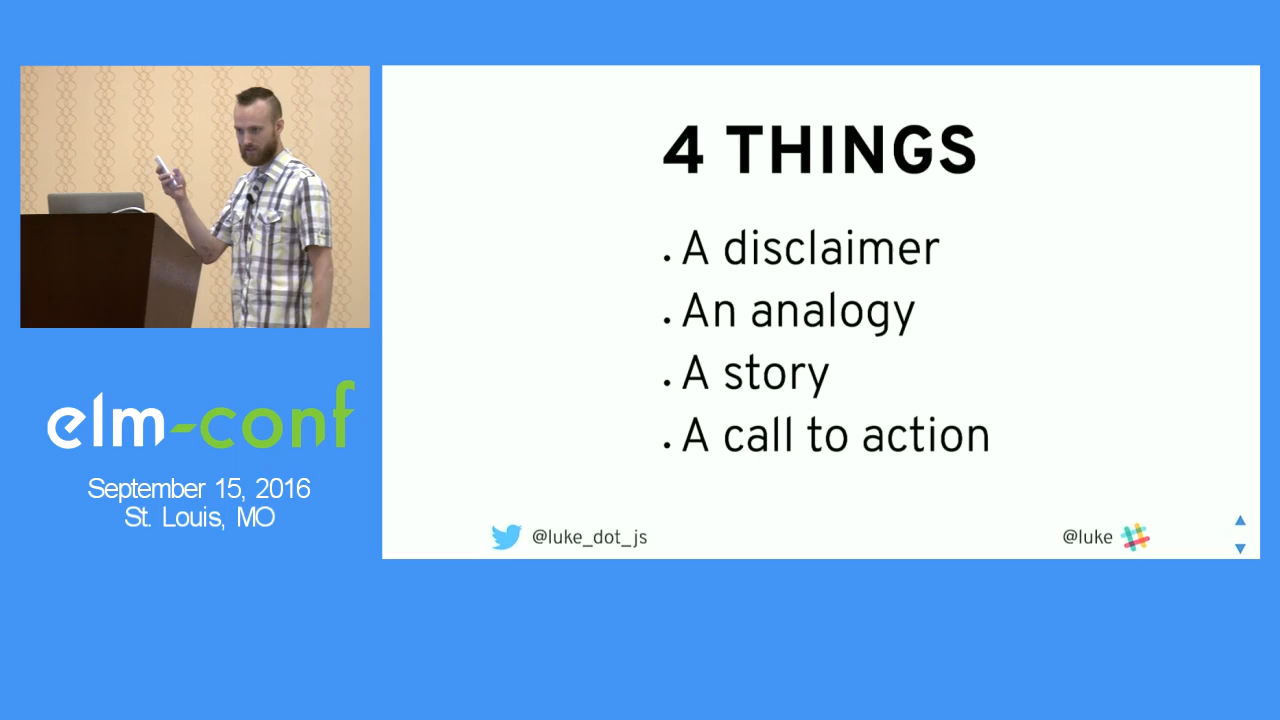 4 THINGS
. A disclaimer
. An analogy
. A story
. A call to action
@luke_dot_js
@luke
elm-conf
September 15, 2016
St. Louis, MO